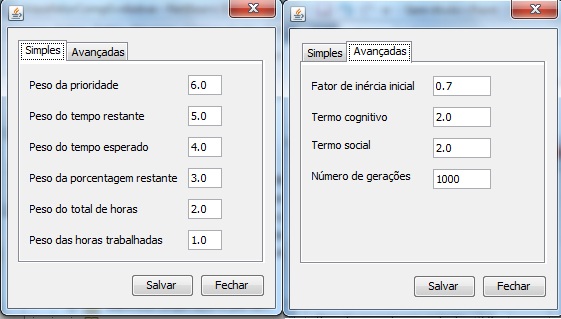 Simples Avançadas
Peso da prioridade 6.0
Peso do tempo restante 5.0
Peso do tempo esperado 4.0
Peso da porcentagem restante 3.0
Peso do total de horas 2.0
Peso das horas trabalhadas 1.0
Salvar Fechar
Simples Avançadas
Fator de inércia inicial 0.7
Termo cognitivo 2.0
Termo social 2.0
Número de gerações 1000
Salvar Fechar